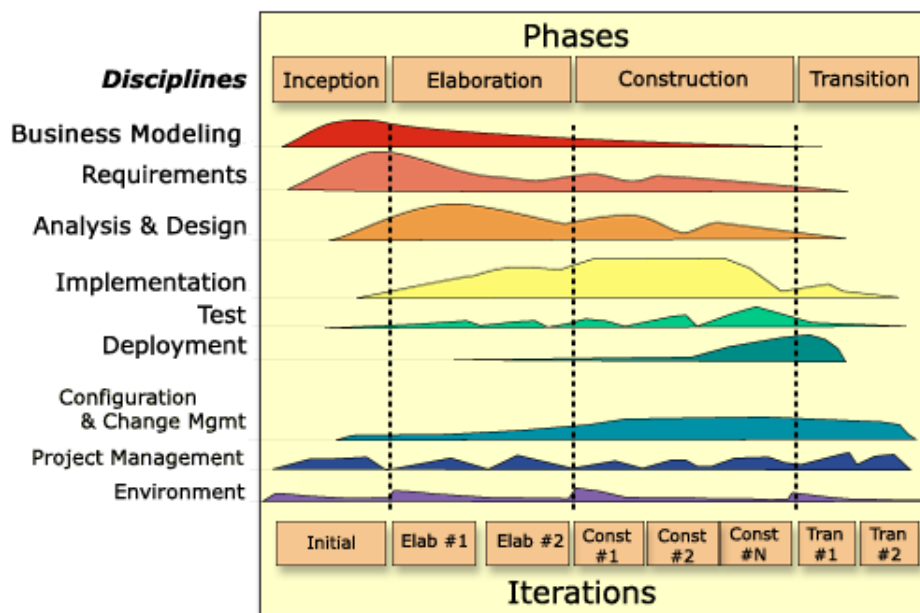 Phases
Disciplines
Inception
Elaboration
Construction
Transition
Business Modeling
Requirements
Analysis & Design
Implementation
Test
Deployment
Configuration
& Change Mgmt
Project Management
Environment
Initial
Elab #1
Elab #2
Const
#1
Const
#2
Const
#N
Tran
#1
Tran
#2
Iterations